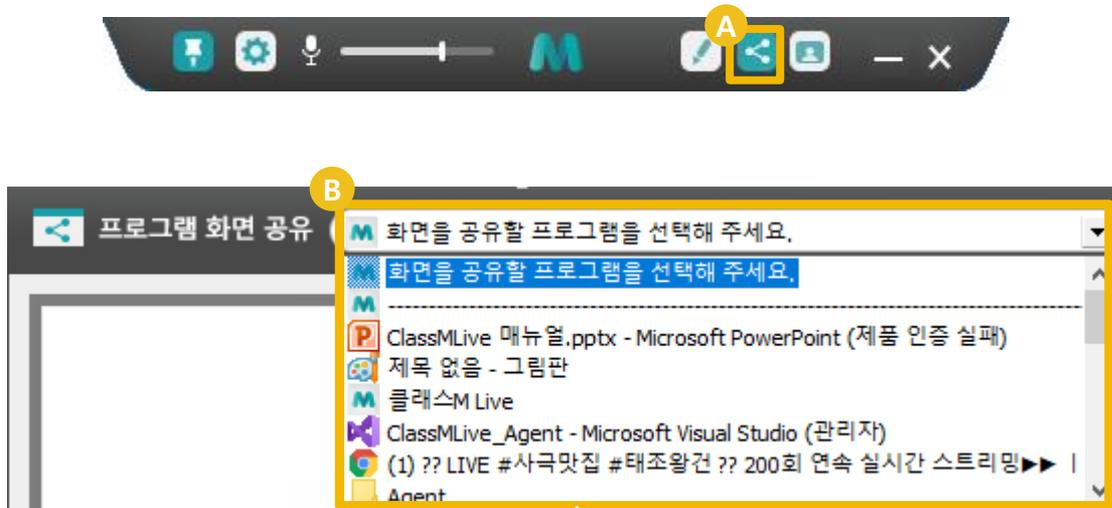 A
B
프로그램 화면 공유
화면을 공유할 프로그램을 선택해 주세요.
화면을 공유할 프로그램을 선택해 주세요.
ClassMLive 매뉴얼.pptx - Microsoft PowerPoint (제품 인증 실패)
제목 없음 - 그림판
클래스M Live
ClassMLive_Agent - Microsoft Visual Studio (관리자)
(1) ?? LIVE #사극맛집 #태조왕건 ?? 200회 연속 실시간 스트리밍▶▶ |
Agent